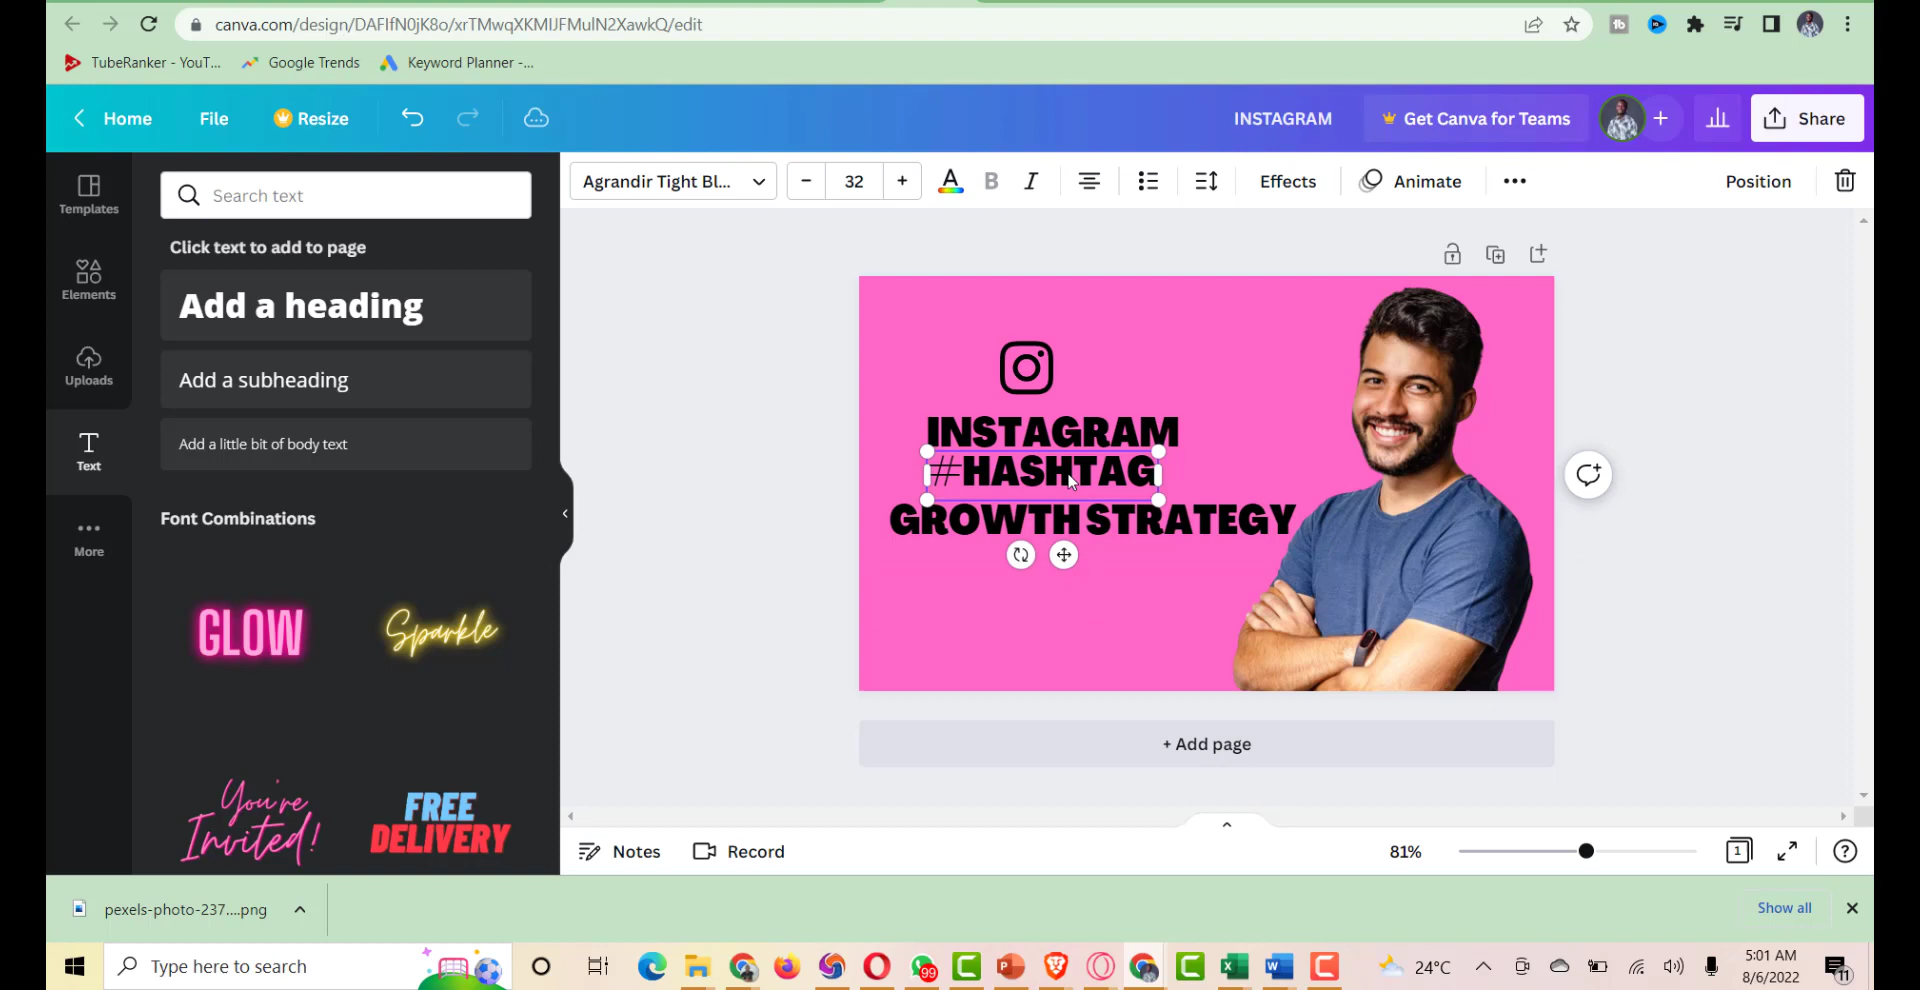 canva.com/design/DAFIfN0jK8o/xrTMwqXKMIJFMulN2XawkQ/edit
TubeRanker - YouT...
Google Trends
Keyword Planner -...
Home
File
Resize
INSTAGRAM
Get Canva for Teams
+
Share
Templates
Elements
Uploads
Text
More
Search text
Click text to add to page
Add a heading
Add a subheading
Add a little bit of body text
Font Combinations
GLOW
Sparkle
You're Invited!
FREE
DELIVERY
Agrandir Tight Bl...
- 32 +
A B I
Effects
Animate
Position
INSTAGRAM
#HASHTAG
GROWTH STRATEGY
+ Add page
Notes
Record
81%
1
?
pexels-photo-237....png
Show all
Type here to search
99
24°C
5:01 AM
8/6/2022
11